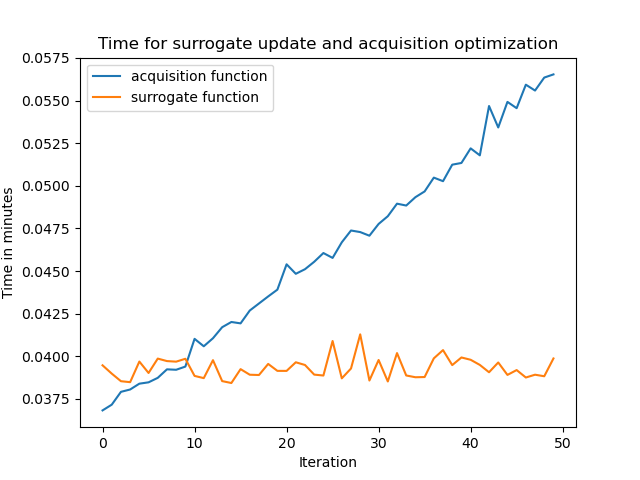 Time for surrogate update and acquisition optimization
acquisition function
surrogate function
0.0575
0.0550
0.0525
0.0500
0.0475
0.0450
0.0425
0.0400
0.0375
Time in minutes
0 10 20 30 40 50
Iteration